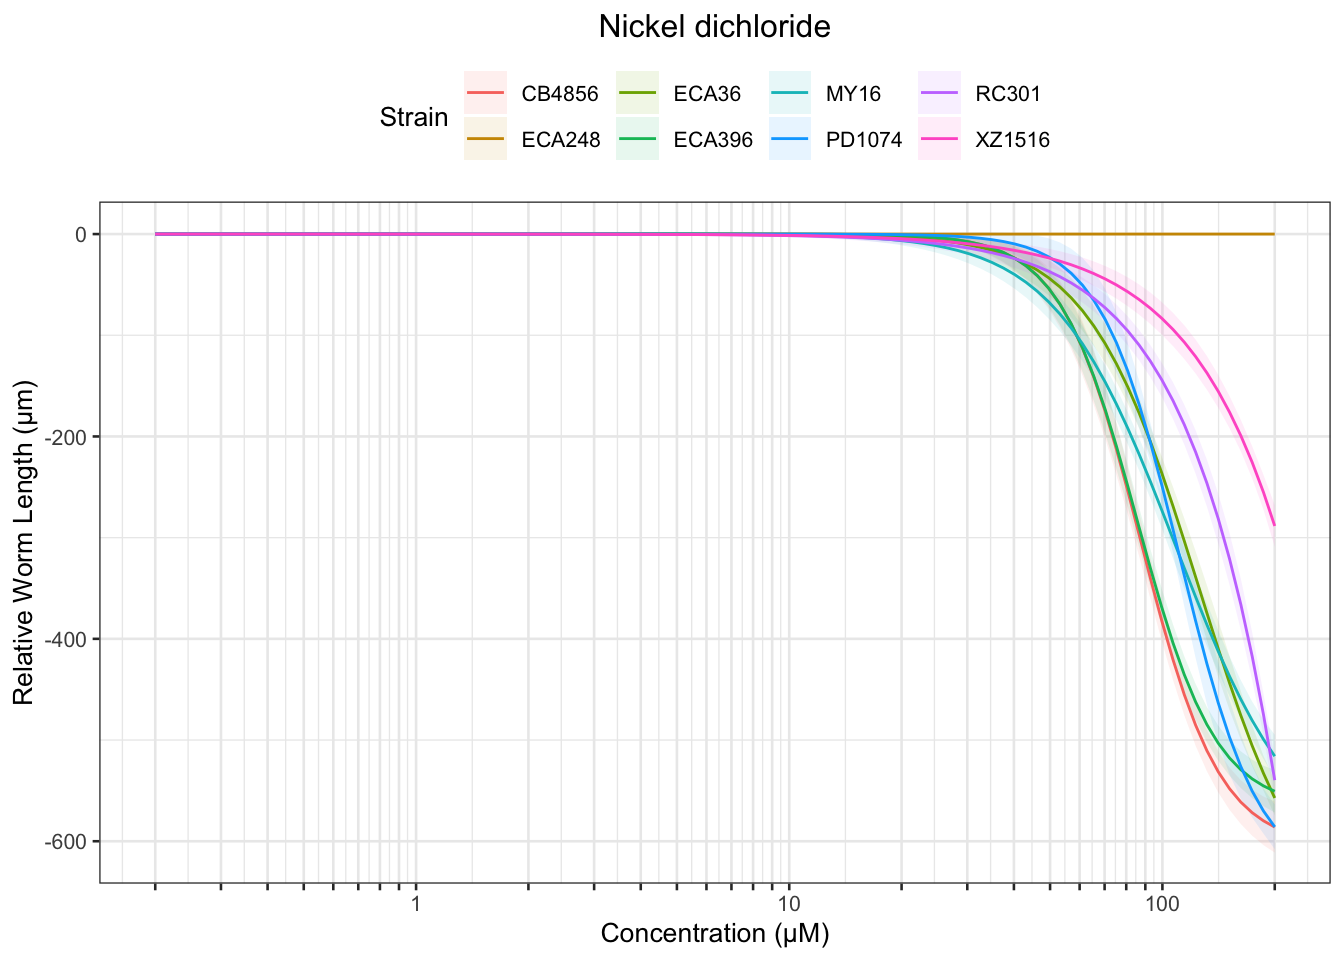 Nickel dichloride
Strain
CB4856 ECA36 MY16 RC301
ECA248 ECA396 PD1074 XZ1516
Relative Worm Length (µm)
0
-200
-400
-600
1 10 100
Concentration (µM)